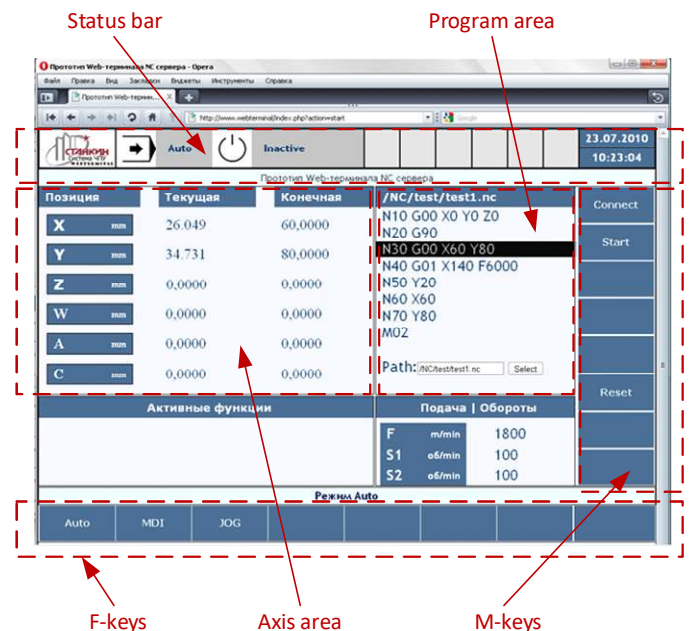 Status bar
Program area
Прототип Web-терминала NC сервера - Opera
Файл Правка Вид Закладки Виджеты Инструменты Справка
Прототип Web-термин...
http://www.webterminal/index.php?action=start
Google
СТАНКИН
Система ЧПУ
WEBTERMINAL
Auto
Inactive
23.07.2010
10:23:04
Прототип Web-терминала NC сервера
Позиция Текущая Конечная
X mm 26.049 60,0000
Y mm 34.731 80,0000
Z mm 0,0000 0,0000
W mm 0,0000 0,0000
A mm 0,0000 0,0000
C mm 0,0000 0,0000
/NC/test/test1.nc
N10 G00 X0 Y0 Z0
N20 G90
N30 G00 X60 Y80
N40 G01 X140 F6000
N50 Y20
N60 X60
N70 Y80
M02
Path: /NC/test/test1.nc Select
Connect
Start
Reset
Активные функции
Подача | Обороты
F m/min 1800
S1 об/min 100
S2 об/min 100
Режим Auto
Auto MDI JOG
F-keys
Axis area
M-keys